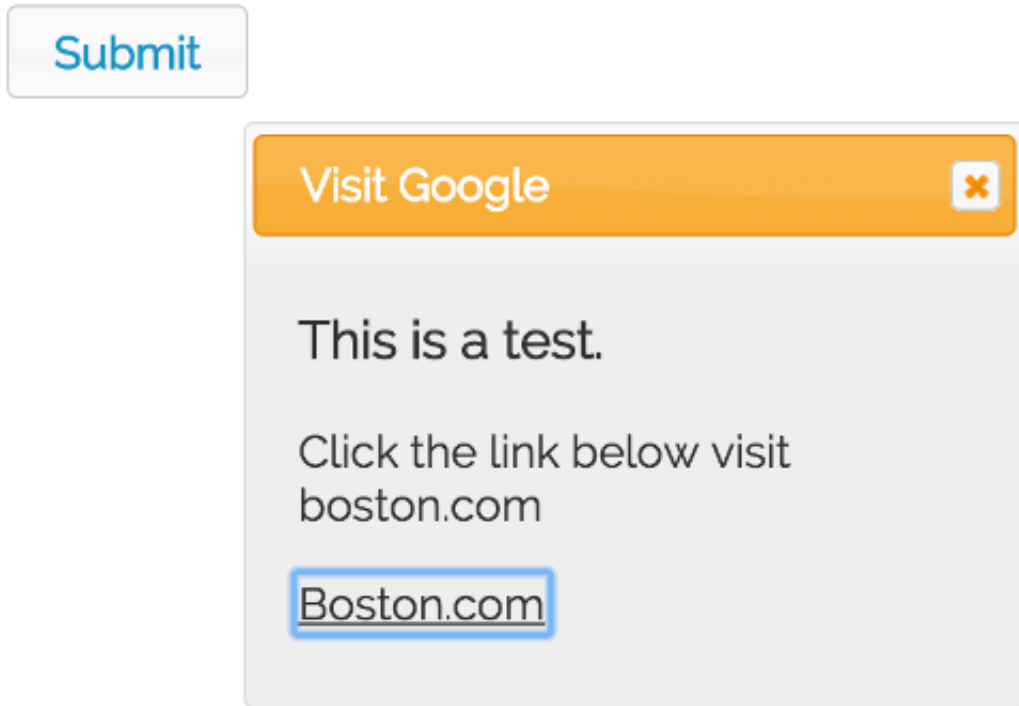 Submit
Visit Google
This is a test.
Click the link below visit
boston.com
Boston.com